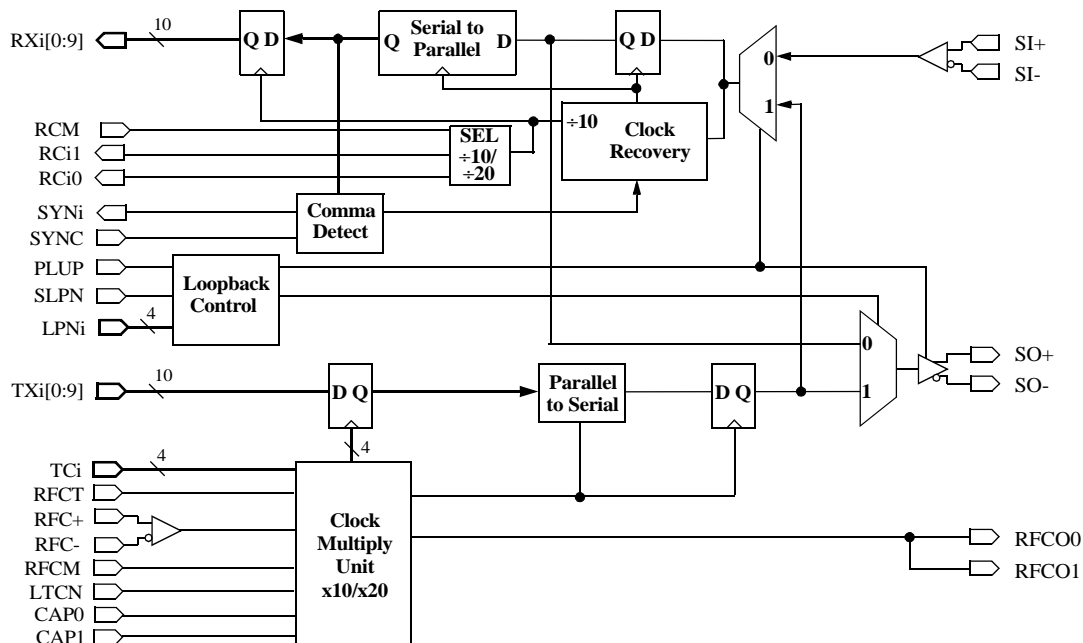 RXi[0:9]
10
Q D
Q
Serial to
Parallel
D
Q D
0
1
SI+
SI-
RCM
RCi1
RCi0
SEL
÷10/
÷20
÷10
Clock
Recovery
SYNi
SYNC
Comma
Detect
PLUP
SLPN
LPNi
4
Loopback
Control
0
1
SO+
SO-
TXi[0:9]
10
D Q
Parallel
to Serial
D Q
4
TCi
4
RFCT
RFC+
RFC-
RFCM
LTCN
CAP0
CAP1
Clock
Multiply
Unit
x10/x20
RFCO0
RFCO1